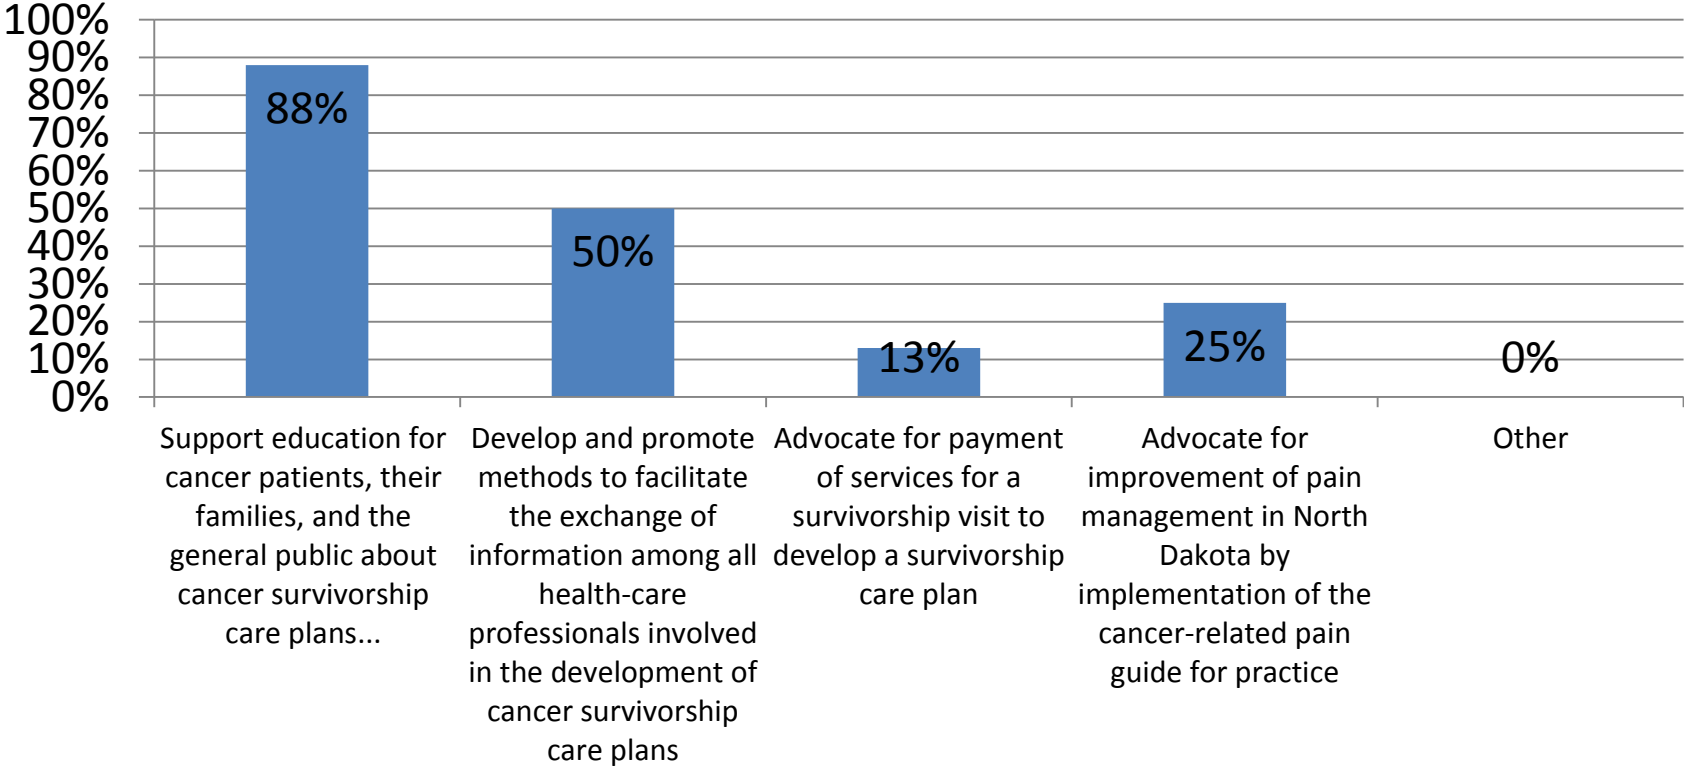 100%
90%
80%
70%
60%
50%
40%
30%
20%
10%
0%
88%
50%
13%
25%
0%
Support education for
cancer patients, their
families, and the
general public about
cancer survivorship
care plans...
Develop and promote
methods to facilitate
the exchange of
information among all
health-care
professionals involved
in the development of
cancer survivorship
care plans
Advocate for payment
of services for a
survivorship visit to
develop a survivorship
care plan
Advocate for
improvement of pain
management in North
Dakota by
implementation of the
cancer-related pain
guide for practice
Other